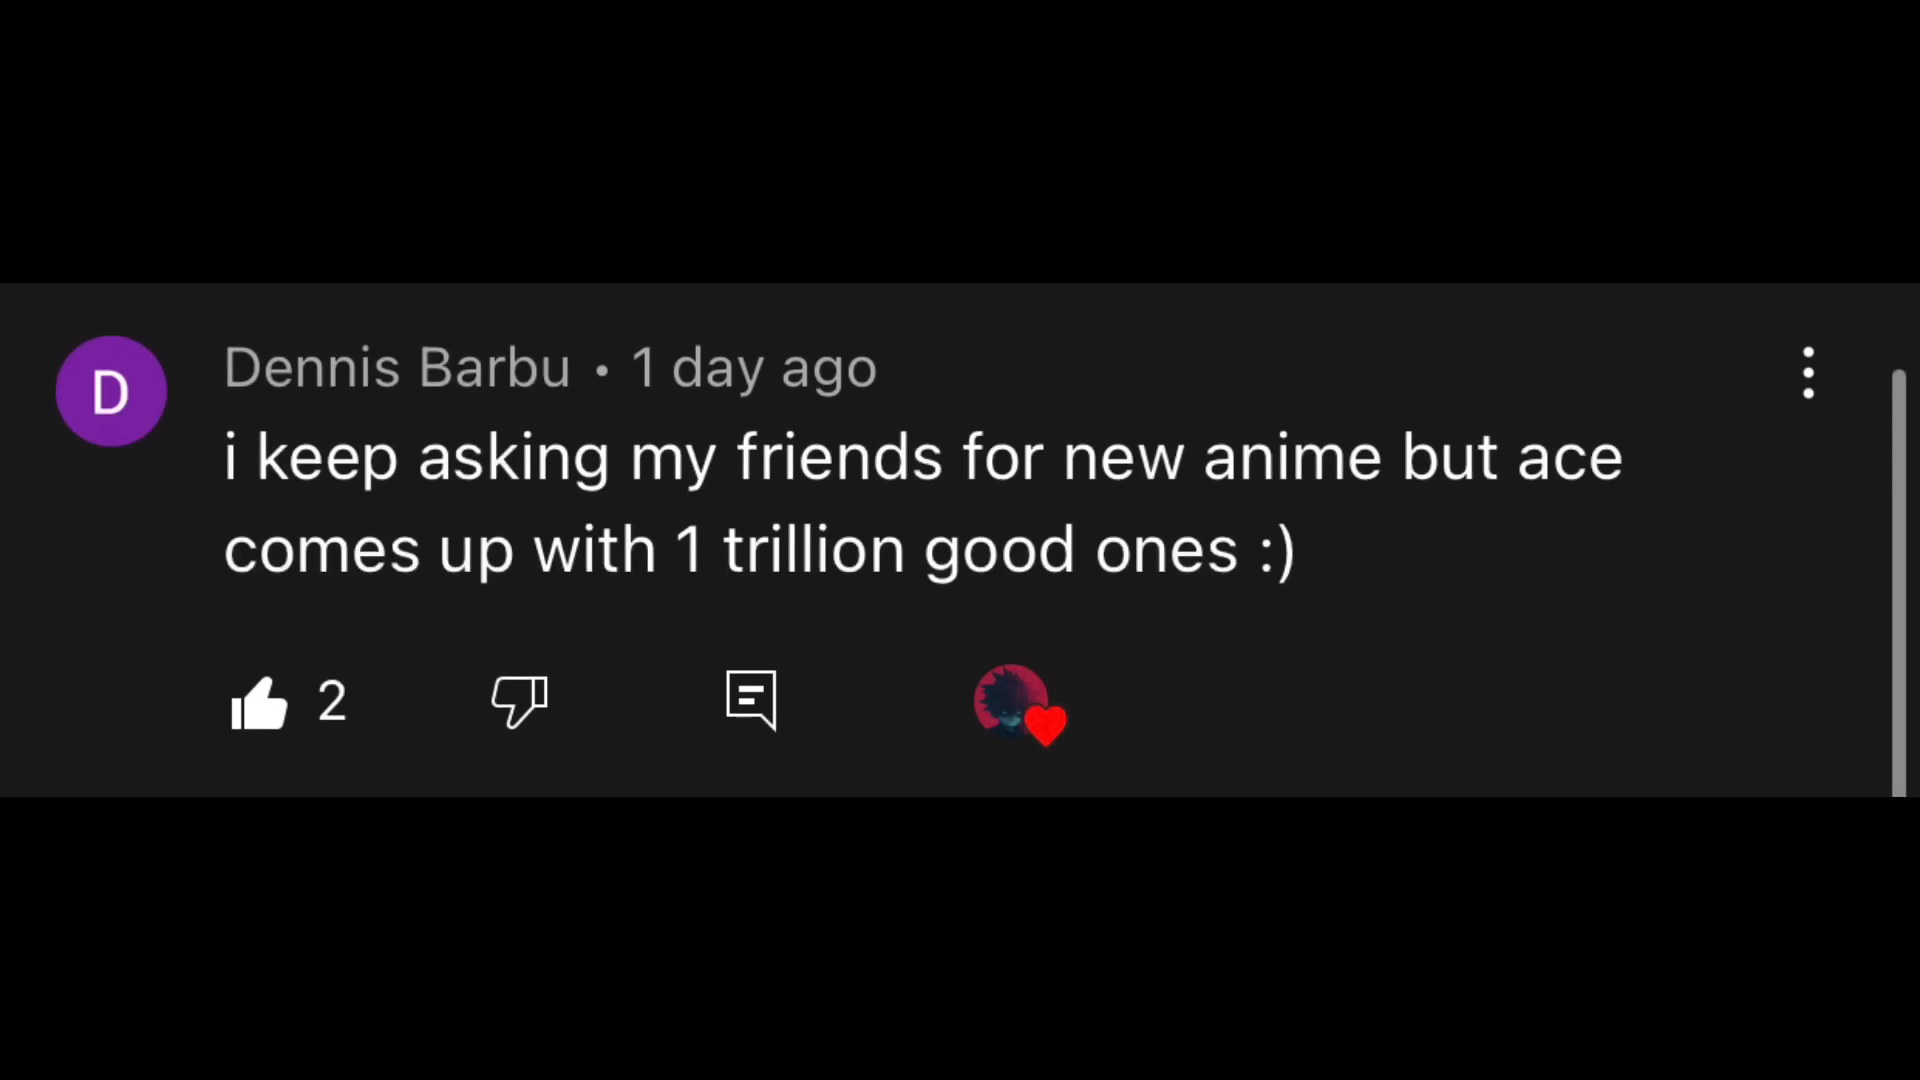 D
Dennis Barbu • 1 day ago
i keep asking my friends for new anime but ace
comes up with 1 trillion good ones :)
2